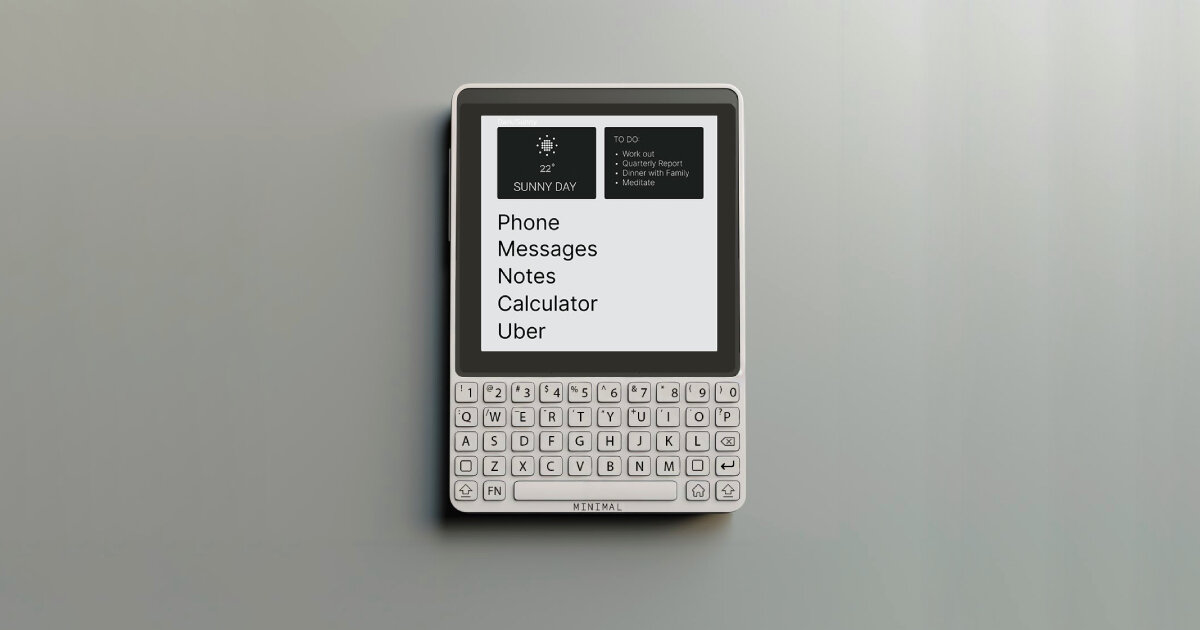 22°
SUNNY DAY
TO DO:
• Work out
• Quarterly Report
• Dinner with Family
• Meditate
Phone
Messages
Notes
Calculator
Uber
! 1 @ 2 # 3 $ 4 % 5 ^ 6 & 7 * 8 ( 9 ) 0
Q W E R T Y U I O ? P
A S D F G H J K L
Z X C V B N M
FN
MINIMAL